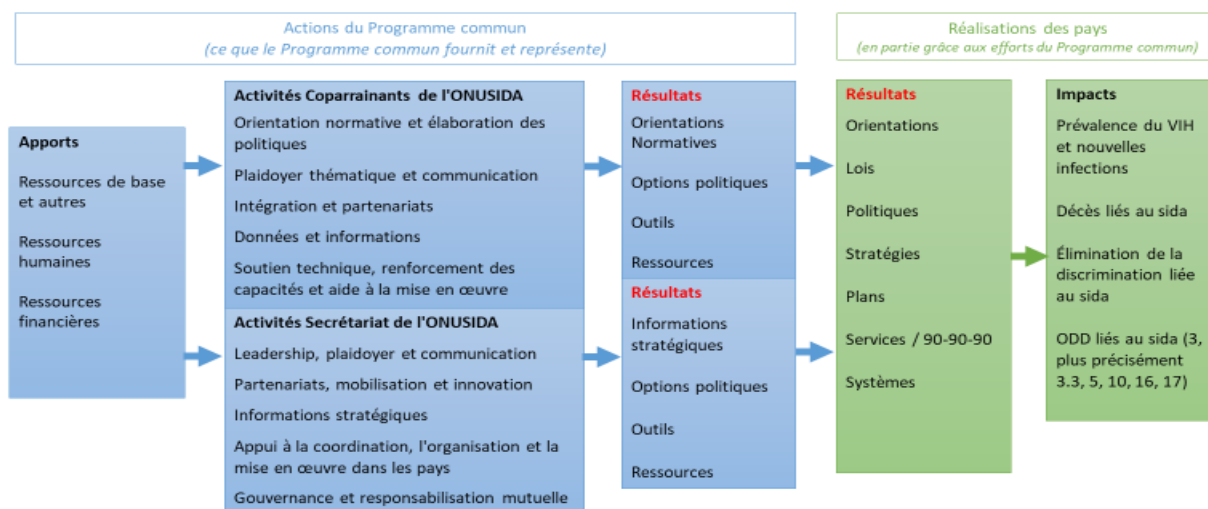 Actions du Programme commun
(ce que le Programme commun fournit et représente)
Réalisations des pays
(en partie grâce aux efforts du Programme commun)
Apports
Ressources de base
et autres
Ressources
humaines
Ressources
financières
Activités Coparrainants de l'ONUSIDA
Orientation normative et élaboration des
politiques
Plaidoyer thématique et communication
Intégration et partenariats
Données et informations
Soutien technique, renforcement des
capacités et aide à la mise en œuvre
Activités Secrétariat de l'ONUSIDA
Leadership, plaidoyer et communication
Partenariats, mobilisation et innovation
Informations stratégiques
Appui à la coordination, l'organisation et la
mise en œuvre dans les pays
Gouvernance et responsabilisation mutuelle
Résultats
Orientations
Normatives
Options politiques
Outils
Ressources
Résultats
Informations
stratégiques
Options politiques
Outils
Ressources
Résultats
Orientations
Lois
Politiques
Stratégies
Plans
Services / 90-90-90
Systèmes
Impacts
Prévalence du VIH
et nouvelles
infections
Décès liés au sida
Élimination de la
discrimination liée
au sida
ODD liés au sida (3,
plus précisément
3.3, 5, 10, 16, 17)